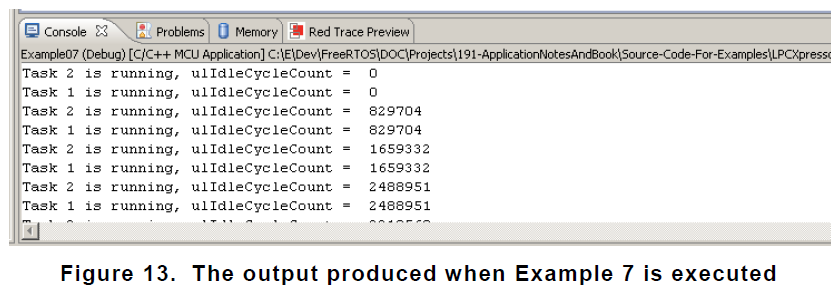 Console Problems Memory Red Trace Preview
Example07 (Debug) [C/C++ MCU Application] C:\E\Dev\FreeRTOS\DOC\Projects\191-ApplicationNotesAndBook\Source-Code-For-Examples\LPCXpresso
Task 2 is running, ulIdleCycleCount = 0
Task 1 is running, ulIdleCycleCount = 0
Task 2 is running, ulIdleCycleCount = 829704
Task 1 is running, ulIdleCycleCount = 829704
Task 2 is running, ulIdleCycleCount = 1659332
Task 1 is running, ulIdleCycleCount = 1659332
Task 2 is running, ulIdleCycleCount = 2488951
Task 1 is running, ulIdleCycleCount = 2488951
Figure 13. The output produced when Example 7 is executed